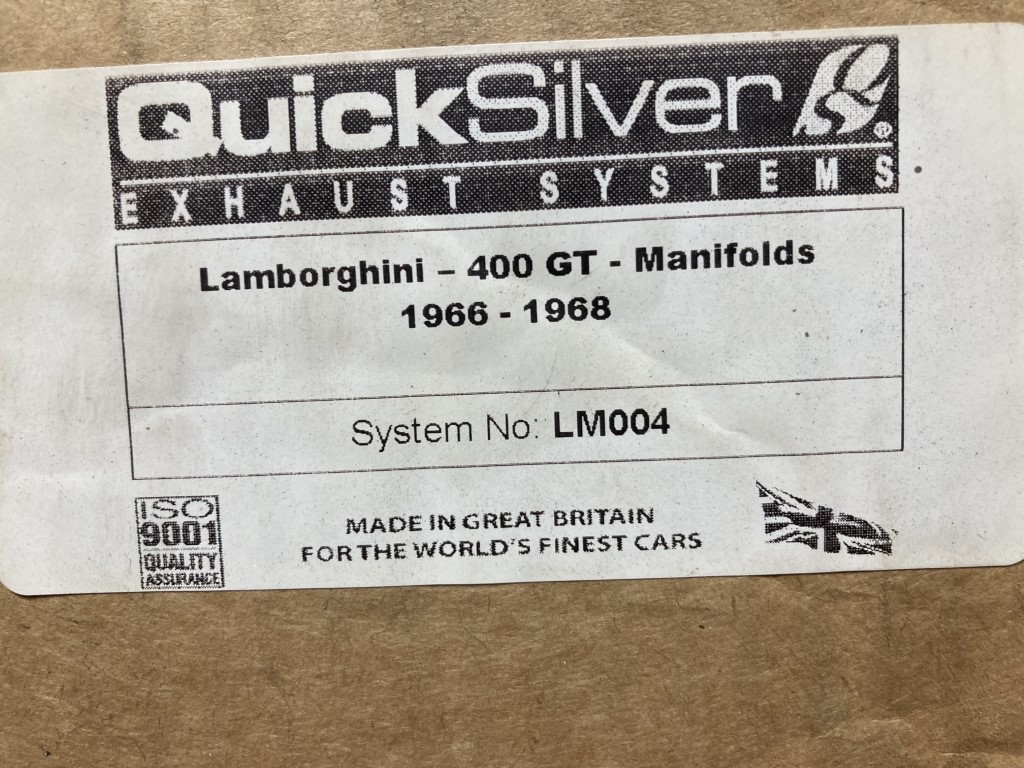 QuickSilver ®
EXHAUST SYSTEMS
Lamborghini – 400 GT - Manifolds
1966 - 1968
System No: LM004
ISO
9001
QUALITY
ASSURANCE
MADE IN GREAT BRITAIN
FOR THE WORLD'S FINEST CARS